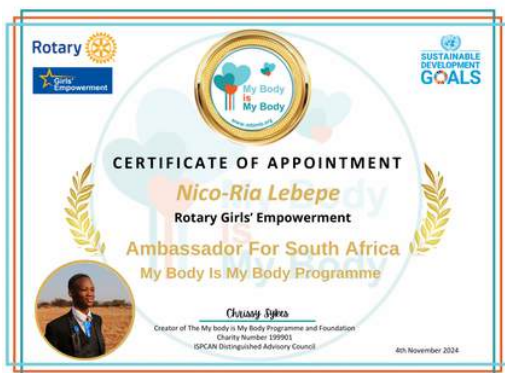 Rotary
Girls'
Empowerment
My Body
is
My Body
SUSTAINABLE
DEVELOPMENT
GOALS
CERTIFICATE OF APPOINTMENT
Nico-Ria Lebepe
Rotary Girls' Empowerment
Ambassador For South Africa
My Body Is My Body Programme
Chrissy Sykes
Creator of The My body is My Body Programme and Foundation
Charity Number 199901
ISPCAN Distinguished Advisory Council
4th November 2024